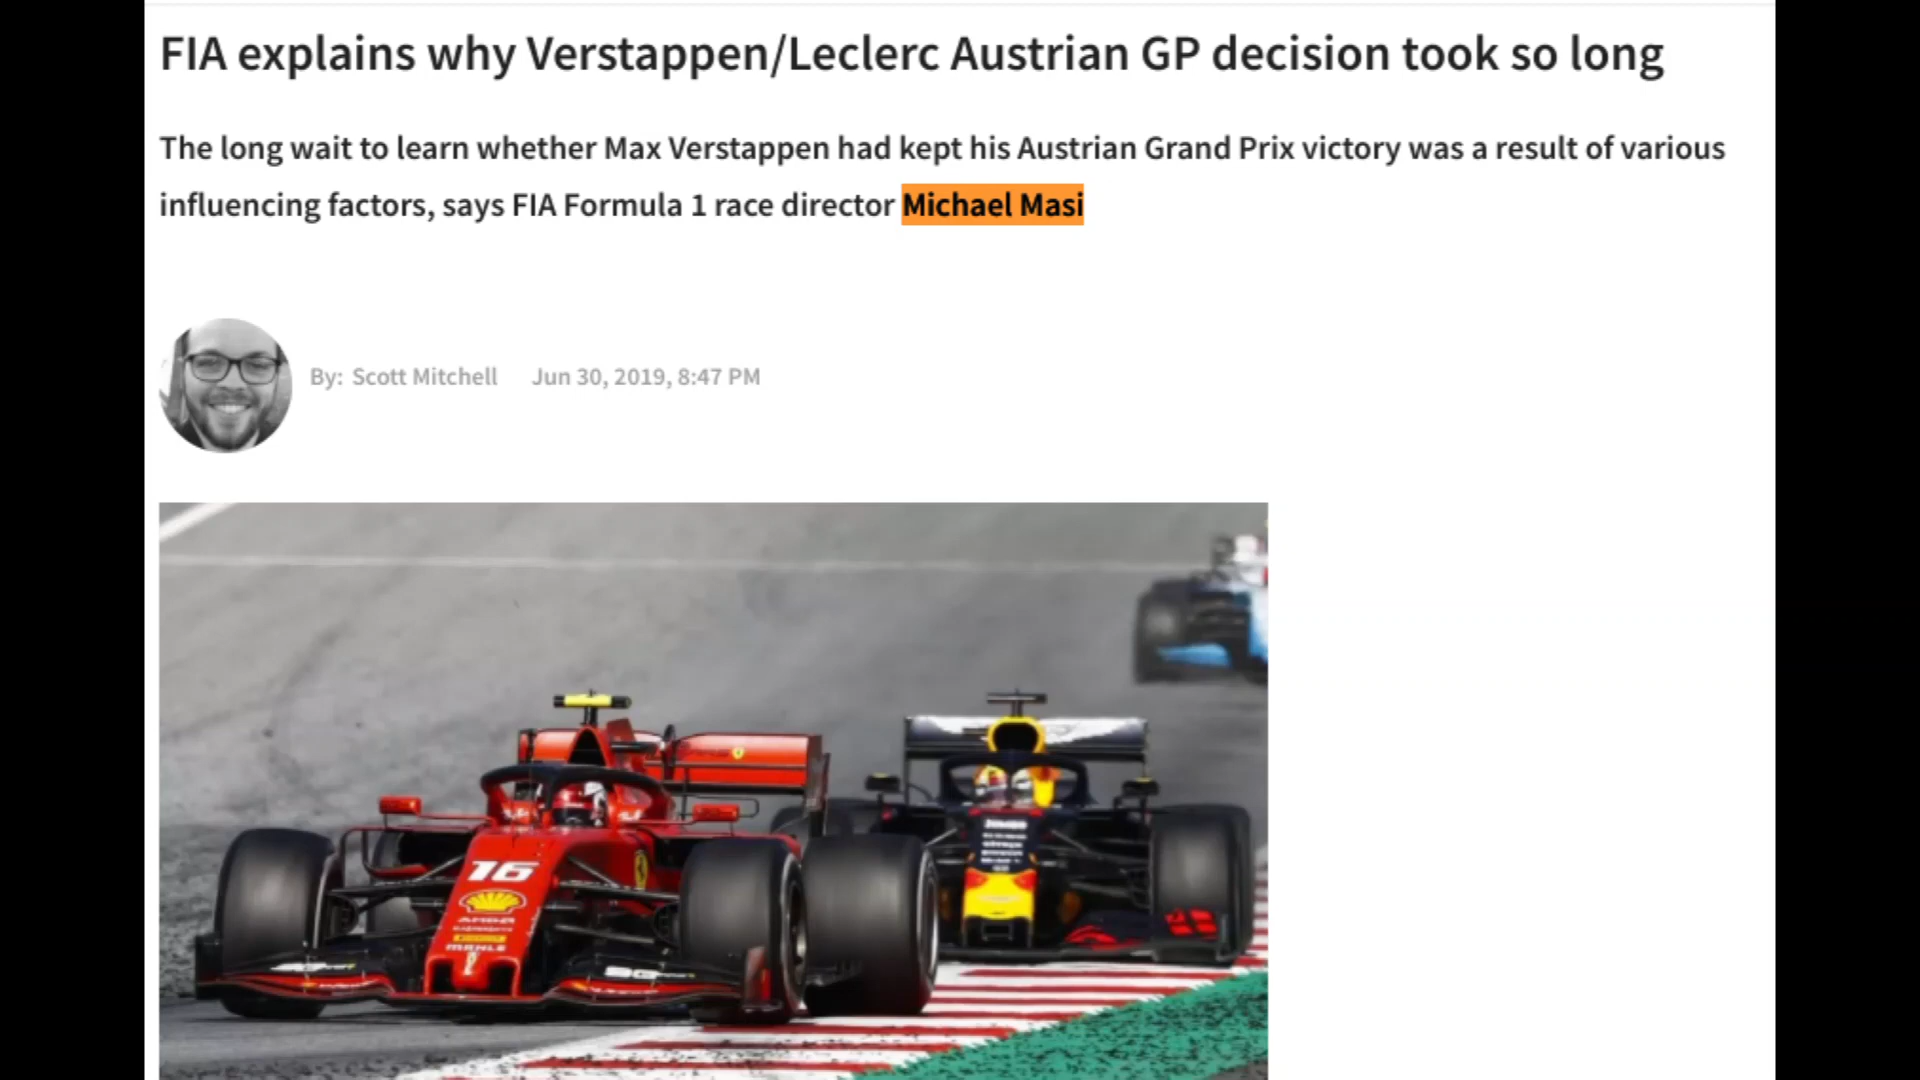 FIA explains why Verstappen/Leclerc Austrian GP decision took so long
The long wait to learn whether Max Verstappen had kept his Austrian Grand Prix victory was a result of various
influencing factors, says FIA Formula 1 race director Michael Masi
By: Scott Mitchell Jun 30, 2019, 8:47 PM
16
MAHLE